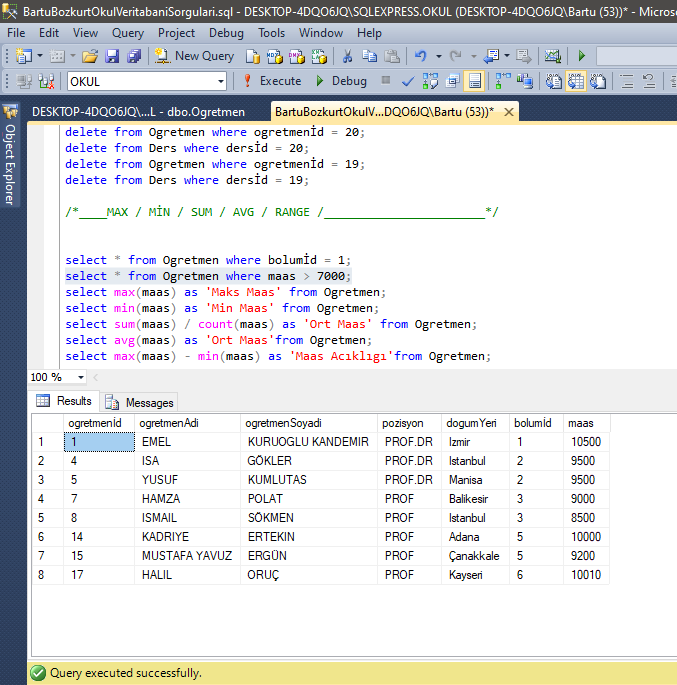 BartuBozkurtOkulVeritabaniSorgulari.sql - DESKTOP-4DQO6JQ\SQLEXPRESS.OKUL (DESKTOP-4DQO6JQ\Bartu (53))* - Micros
File Edit View Query Project Debug Tools Window Help
New Query MDX DMX
OKUL Execute Debug
DESKTOP-4DQO6JQ\...L - dbo.Ogretmen BartuBozkurtOkulV...DQO6JQ\Bartu (53))*
Object Explorer
delete from Ogretmen where ogretmenİd = 20;
delete from Ders where dersİd = 20;
delete from Ogretmen where ogretmenİd = 19;
delete from Ders where dersİd = 19;
/*____MAX / MİN / SUM / AVG / RANGE /_______________________*/
select * from Ogretmen where bolumİd = 1;
select * from Ogretmen where maas > 7000;
select max(maas) as 'Maks Maas' from Ogretmen;
select min(maas) as 'Min Maas' from Ogretmen;
select sum(maas) / count(maas) as 'Ort Maas' from Ogretmen;
select avg(maas) as 'Ort Maas'from Ogretmen;
select max(maas) - min(maas) as 'Maas Acıklıgı'from Ogretmen;
100 %
Results Messages
ogretmenİd ogretmenAdi ogretmenSoyadi pozisyon dogumYeri bolumİd maas
1 1 EMEL KURUOGLU KANDEMIR PROF.DR Izmir 1 10500
2 4 ISA GÖKLER PROF.DR Istanbul 2 9500
3 5 YUSUF KUMLUTAS PROF.DR Manisa 2 9500
4 7 HAMZA POLAT PROF Balikesir 3 9000
5 8 ISMAIL SÖKMEN PROF Istanbul 3 8500
6 14 KADRIYE ERTEKIN PROF Adana 5 10000
7 15 MUSTAFA YAVUZ ERGÜN PROF Çanakkale 5 9200
8 17 HALIL ORUÇ PROF Kayseri 6 10010
Query executed successfully.